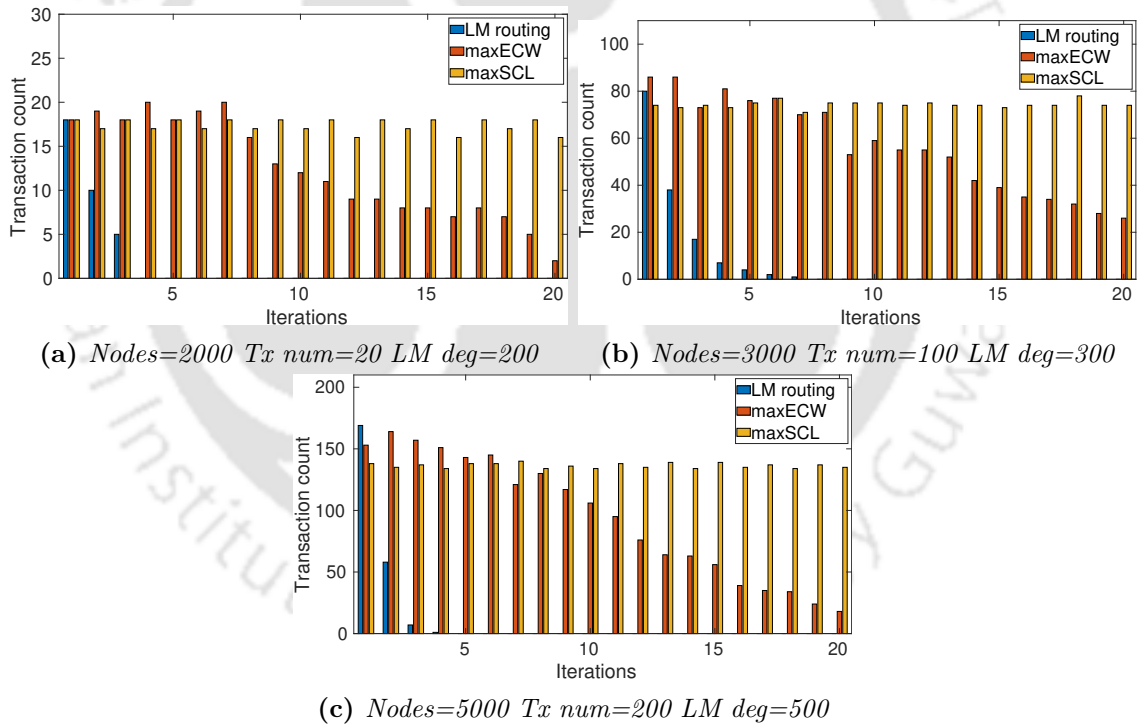 30
25
20
15
10
5
0
Transaction count
5 10 15 20
Iterations
LM routing
maxECW
maxSCL
(a) Nodes=2000 Tx num=20 LM deg=200
100
80
60
40
20
0
Transaction count
5 10 15 20
Iterations
LM routing
maxECW
maxSCL
(b) Nodes=3000 Tx num=100 LM deg=300
200
150
100
50
0
Transaction count
5 10 15 20
Iterations
LM routing
maxECW
maxSCL
(c) Nodes=5000 Tx num=200 LM deg=500
Institut
Guwa